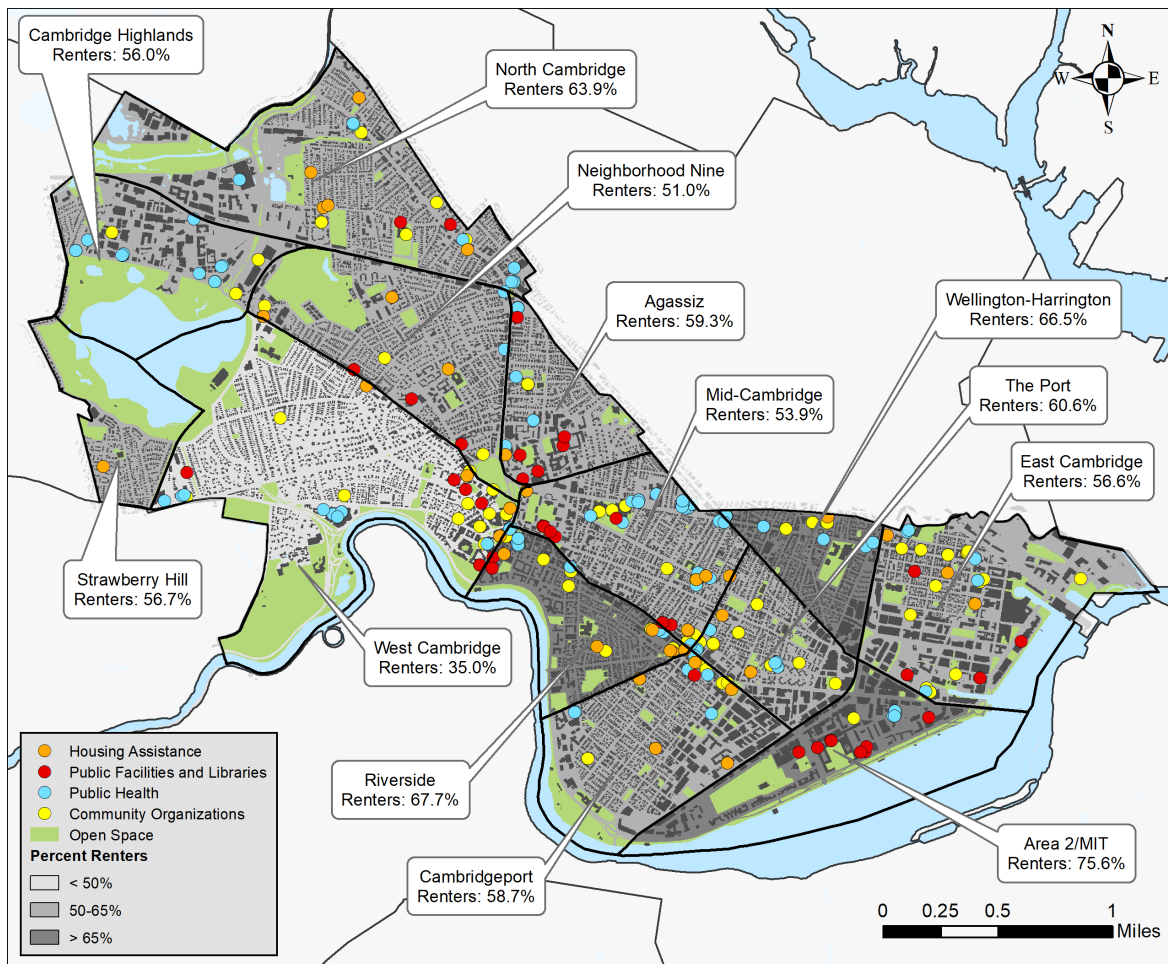 Cambridge Highlands
Renters: 56.0%
North Cambridge
Renters 63.9%
N
W
E
S
Neighborhood Nine
Renters: 51.0%
Agassiz
Renters: 59.3%
Wellington-Harrington
Renters: 66.5%
The Port
Renters: 60.6%
Mid-Cambridge
Renters: 53.9%
East Cambridge
Renters: 56.6%
Strawberry Hill
Renters: 56.7%
West Cambridge
Renters: 35.0%
Riverside
Renters: 67.7%
Cambridgeport
Renters: 58.7%
Area 2/MIT
Renters: 75.6%
Housing Assistance
Public Facilities and Libraries
Public Health
Community Organizations
Open Space
Percent Renters
< 50%
50-65%
> 65%
0 0.25 0.5 1
Miles